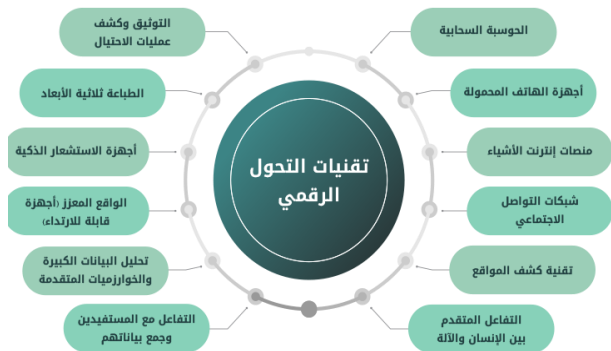 تقنيات التحول
الرقمي
الحوسبة السحابية
أجهزة الهاتف المحمولة
منصات إنترنت الأشياء
شبكات التواصل
الاجتماعي
تقنية كشف المواقع
التفاعل المتقدم
بين الإنسان والآلة
التوثيق وكشف
عمليات الاحتيال
الطباعة ثلاثية الأبعاد
أجهزة الاستشعار الذكية
الواقع المعزز (أجهزة
قابلة للارتداء)
تحليل البيانات الكبيرة
والخوارزميات المتقدمة
التفاعل مع المستفيدين
وجمع بياناتهم